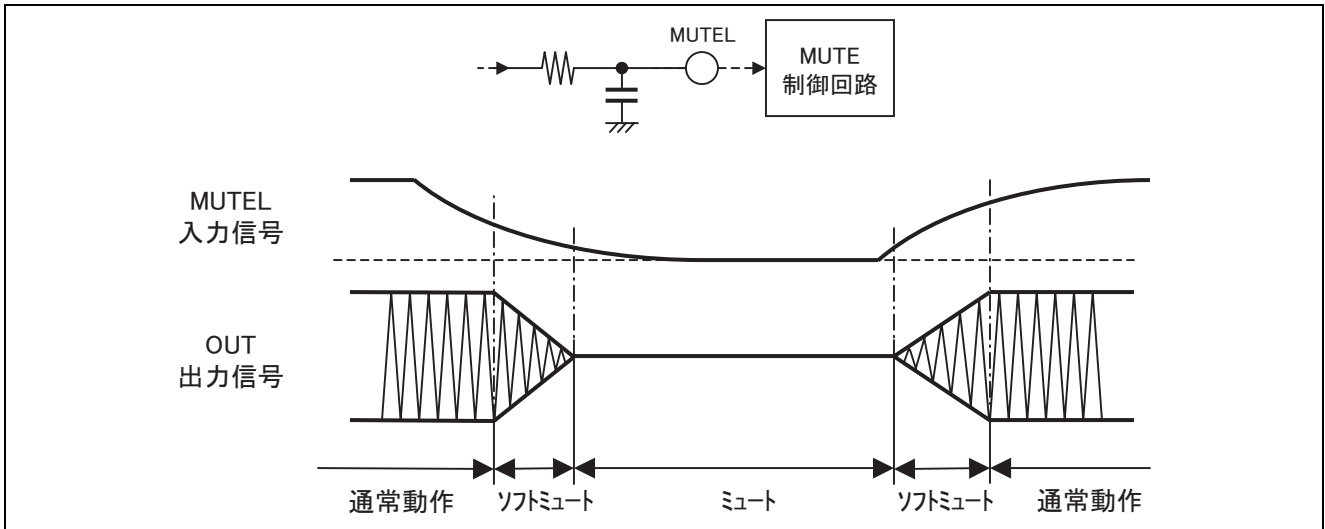 MUTEL
MUTE
制御回路
MUTEL
入力信号
OUT
出力信号
通常動作
ソフトミュート
ミュート
ソフトミュート
通常動作